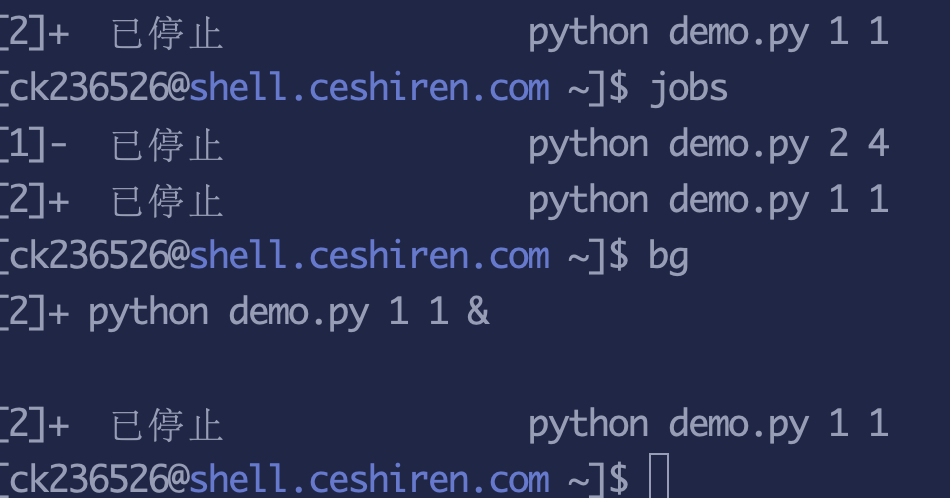 [2]+  已停止               python demo.py 1 1
[ck236526@shell.ceshiren.com ~]$ jobs
[1]-  已停止               python demo.py 2 4
[2]+  已停止               python demo.py 1 1
[ck236526@shell.ceshiren.com ~]$ bg
[2]+ python demo.py 1 1 &
[2]+  已停止               python demo.py 1 1
[ck236526@shell.ceshiren.com ~]$